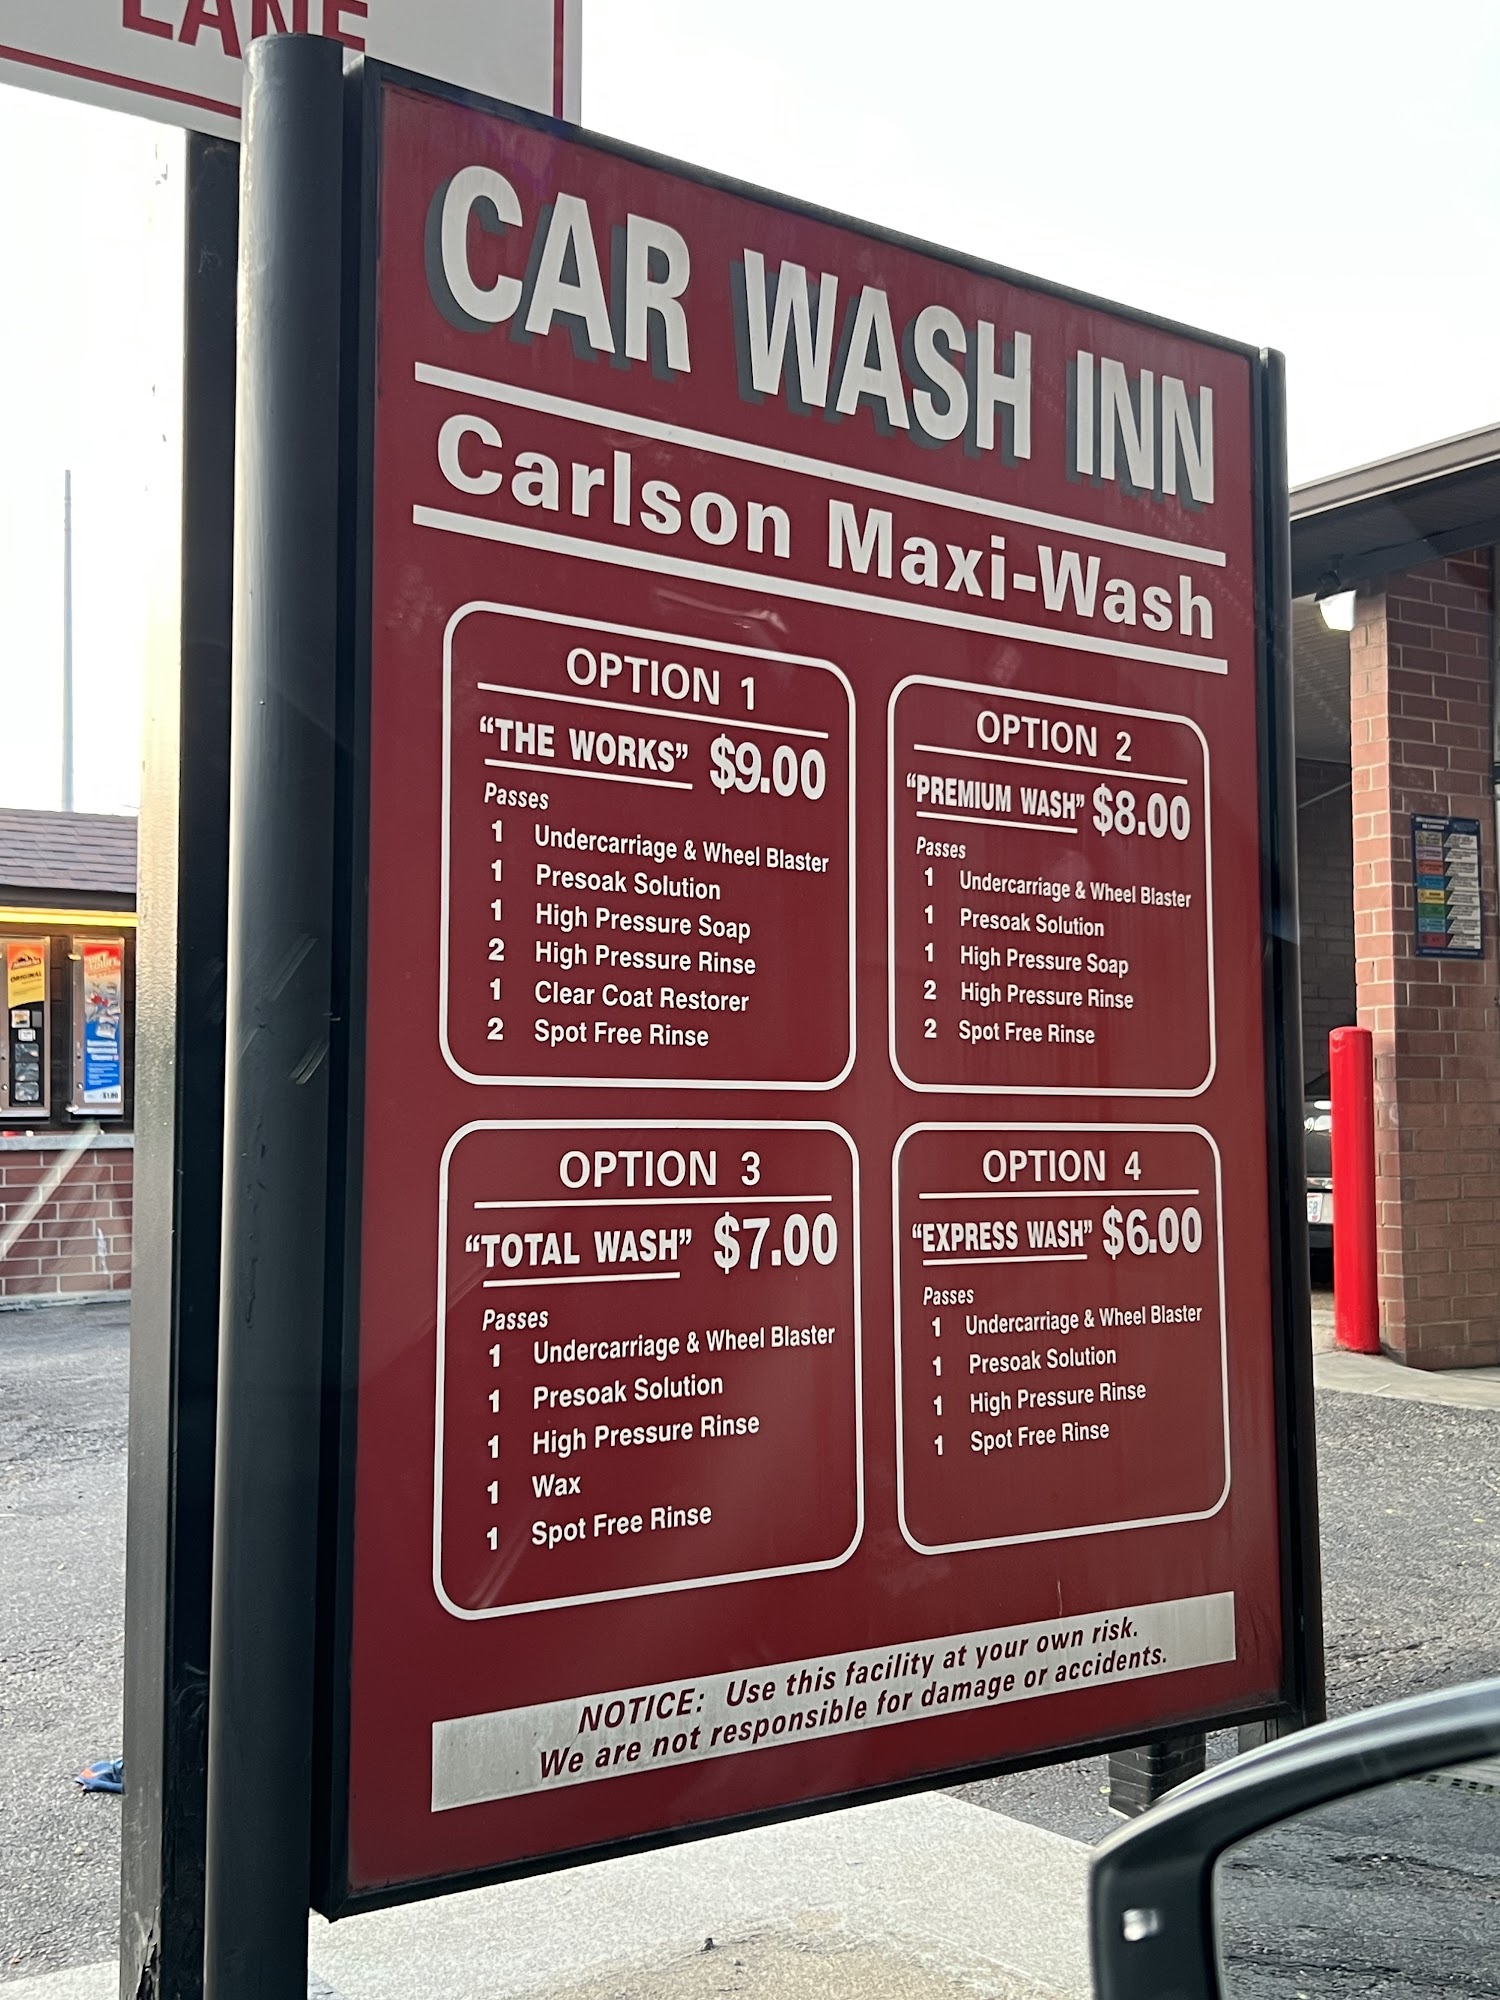 LANE
CAR WASH INN
Carlson Maxi-Wash
OPTION 1
“THE WORKS” $9.00
Passes
1 Undercarriage & Wheel Blaster
1 Presoak Solution
1 High Pressure Soap
2 High Pressure Rinse
1 Clear Coat Restorer
2 Spot Free Rinse
OPTION 2
“PREMIUM WASH” $8.00
Passes
1 Undercarriage & Wheel Blaster
1 Presoak Solution
1 High Pressure Soap
2 High Pressure Rinse
2 Spot Free Rinse
OPTION 3
“TOTAL WASH” $7.00
Passes
1 Undercarriage & Wheel Blaster
1 Presoak Solution
1 High Pressure Rinse
1 Wax
1 Spot Free Rinse
OPTION 4
“EXPRESS WASH” $6.00
Passes
1 Undercarriage & Wheel Blaster
1 Presoak Solution
1 High Pressure Rinse
1 Spot Free Rinse
NOTICE: Use this facility at your own risk.
We are not responsible for damage or accidents.
ORIGINAL
$1.00